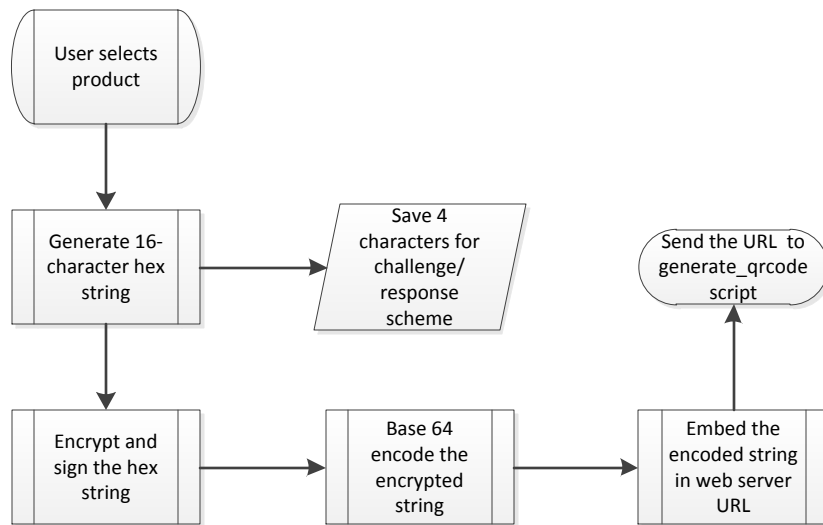 User selects
product
Generate 16-
character hex
string
Save 4
characters for
challenge/
response
scheme
Send the URL to
generate_qrcode
script
Encrypt and
sign the hex
string
Base 64
encode the
encrypted
string
Embed the
encoded string
in web server
URL